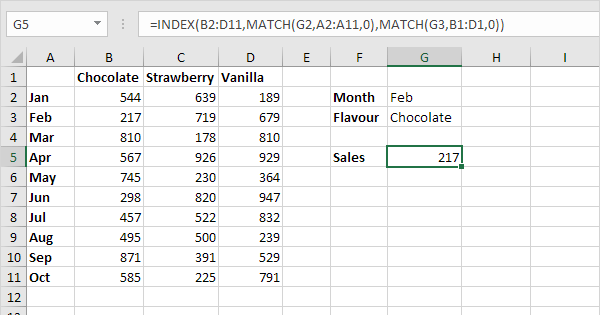 G5 =INDEX(B2:D11,MATCH(G2,A2:A11,0),MATCH(G3,B1:D1,0))
A B C D E F G H I
1 Chocolate Strawberry Vanilla
2 Jan 544 639 189 Month Feb
3 Feb 217 719 679 Flavour Chocolate
4 Mar 810 178 810
5 Apr 567 926 929 Sales 217
6 May 745 230 364
7 Jun 298 820 947
8 Jul 457 522 832
9 Aug 495 500 239
10 Sep 871 391 529
11 Oct 585 225 791
12
13